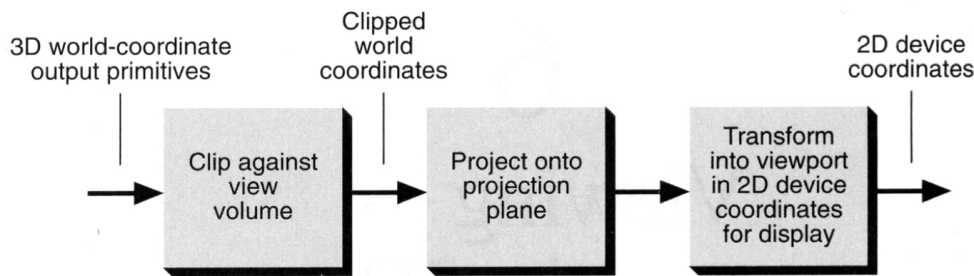 3D world-coordinate
output primitives
Clipped
world
coordinates
2D device
coordinates
Clip against
view
volume
Project onto
projection
plane
Transform
into viewport
in 2D device
coordinates
for display